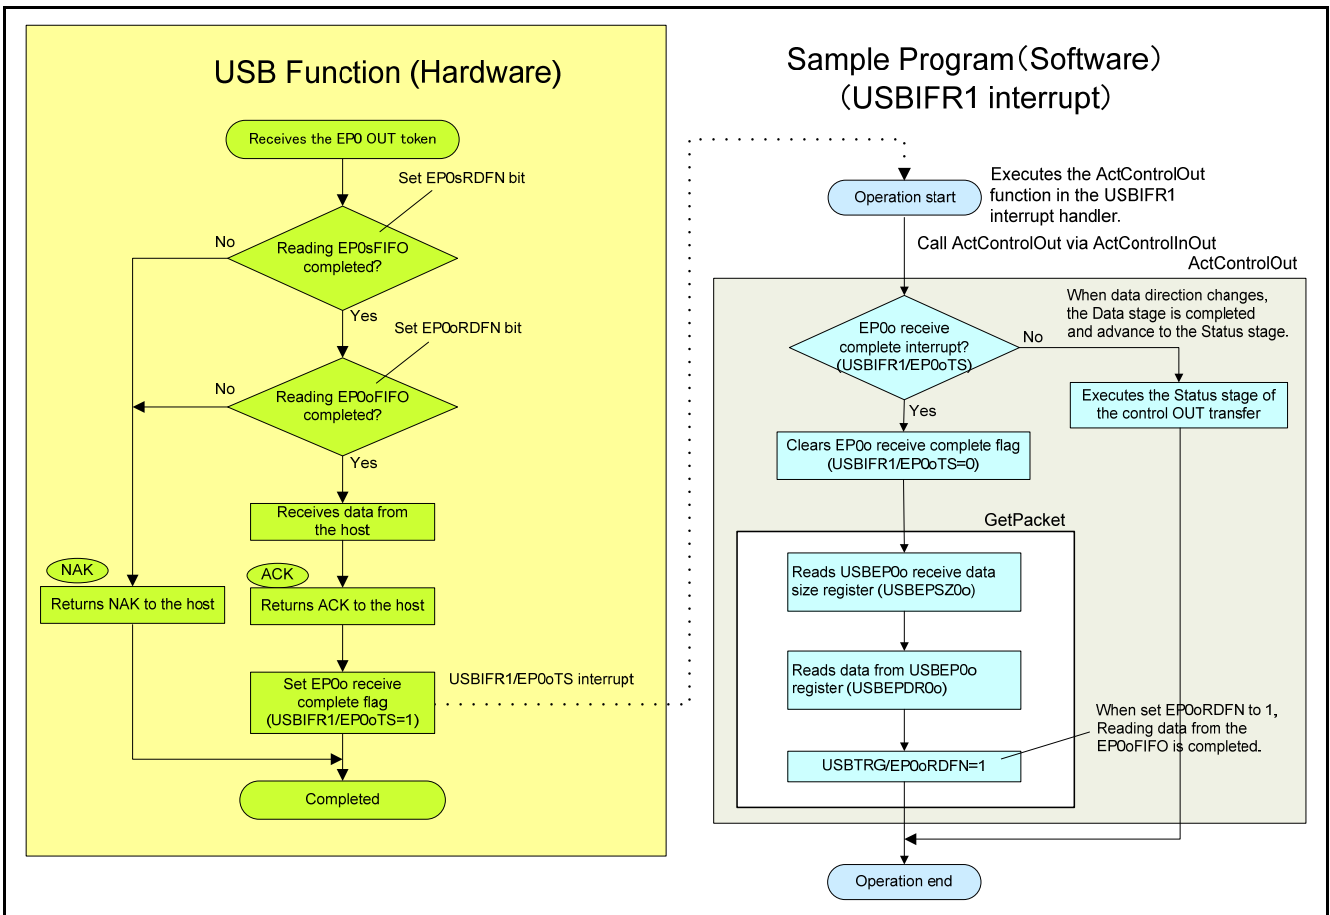 USB Function (Hardware)
Receives the EP0 OUT token
Set EP0sRDFN bit
No
Reading EP0sFIFO
completed?
Yes
Set EP0oRDFN bit
No
Reading EP0oFIFO
completed?
Yes
Receives data from
the host
NAK
ACK
Returns NAK to the host
Returns ACK to the host
Set EP0o receive
complete flag
(USBIFR1/EP0oTS=1)
USBIFR1/EP0oTS interrupt
Completed
Sample Program(Software)
(USBIFR1 interrupt)
Operation start
Executes the ActControlOut
function in the USBIFR1
interrupt handler.
Call ActControlOut via ActControlInOut
ActControlOut
When data direction changes,
the Data stage is completed
and advance to the Status stage.
EP0o receive
complete interrupt?
(USBIFR1/EP0oTS)
No
Executes the Status stage of
the control OUT transfer
Yes
Clears EP0o receive complete flag
(USBIFR1/EP0oTS=0)
GetPacket
Reads USBEP0o receive data
size register (USBEPSZ0o)
Reads data from USBEP0o
register (USBEPDR0o)
When set EP0oRDFN to 1,
Reading data from the
EP0oFIFO is completed.
USBTRG/EP0oRDFN=1
Operation end